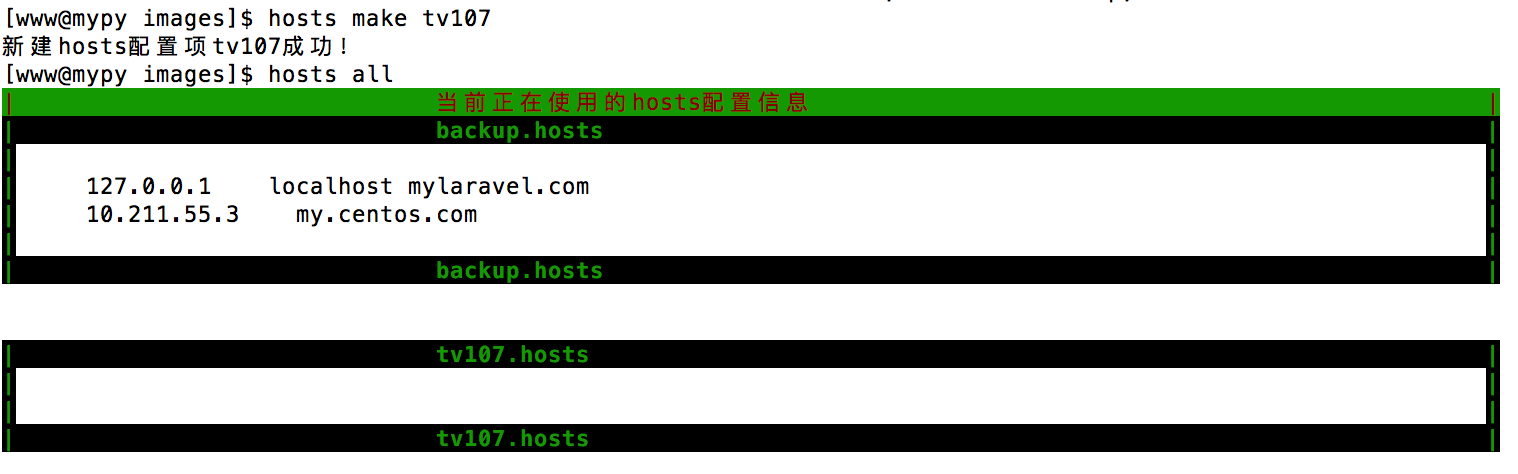 [www@mypy images]$ hosts make tv107
新建hosts配置项tv107成功！
[www@mypy images]$ hosts all
| 当前正在使用的hosts配置信息 |
| backup.hosts |
| |
| 127.0.0.1 localhost mylaravel.com |
| 10.211.55.3 my.centos.com |
| |
| backup.hosts |
| tv107.hosts |
| |
| |
| tv107.hosts |